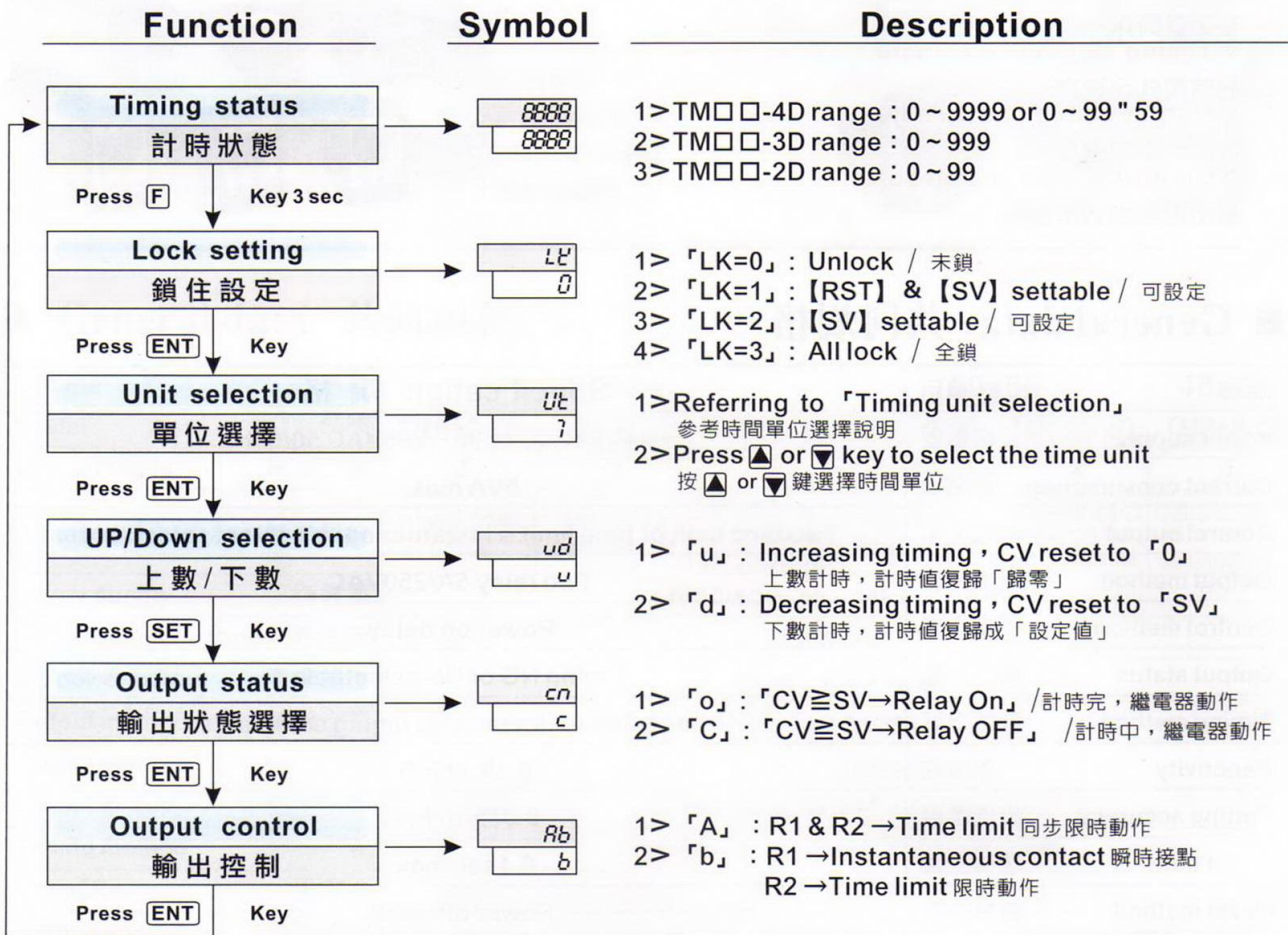 Function Symbol Description
Timing status
計時狀態
8888
8888
1> TM□□-4D range：0 ~ 9999 or 0 ~ 99 " 59
2> TM□□-3D range：0 ~ 999
3> TM□□-2D range：0 ~ 99
Press F Key 3 sec
Lock setting
鎖住設定
0
1> 『LK=0』: Unlock / 未鎖
2> 『LK=1』:【RST】&【SV】settable / 可設定
3> 『LK=2』:【SV】settable / 可設定
4> 『LK=3』: All lock / 全鎖
Press ENT Key
Unit selection
單位選擇
1> Referring to『Timing unit selection』
參考時間單位選擇說明
2> Press ▲ or ▼ key to select the time unit
按 ▲ or ▼ 鍵選擇時間單位
Press ENT Key
UP/Down selection
上數/下數
ud
u
1> 『u』: Increasing timing，CV reset to『0』
上數計時，計時值復歸「歸零」
2> 『d』: Decreasing timing，CV reset to『SV』
下數計時，計時值復歸成「設定值」
Press SET Key
Output status
輸出狀態選擇
cn
c
1> 『o』:『CV≧SV→Relay On』/計時完，繼電器動作
2> 『C』:『CV≧SV→Relay OFF』 /計時中，繼電器動作
Press ENT Key
Output control
輸出控制
Ab
b
1> 『A』: R1 & R2 →Time limit 同步限時動作
2> 『b』: R1 →Instantaneous contact 瞬時接點
R2 →Time limit 限時動作
Press ENT Key